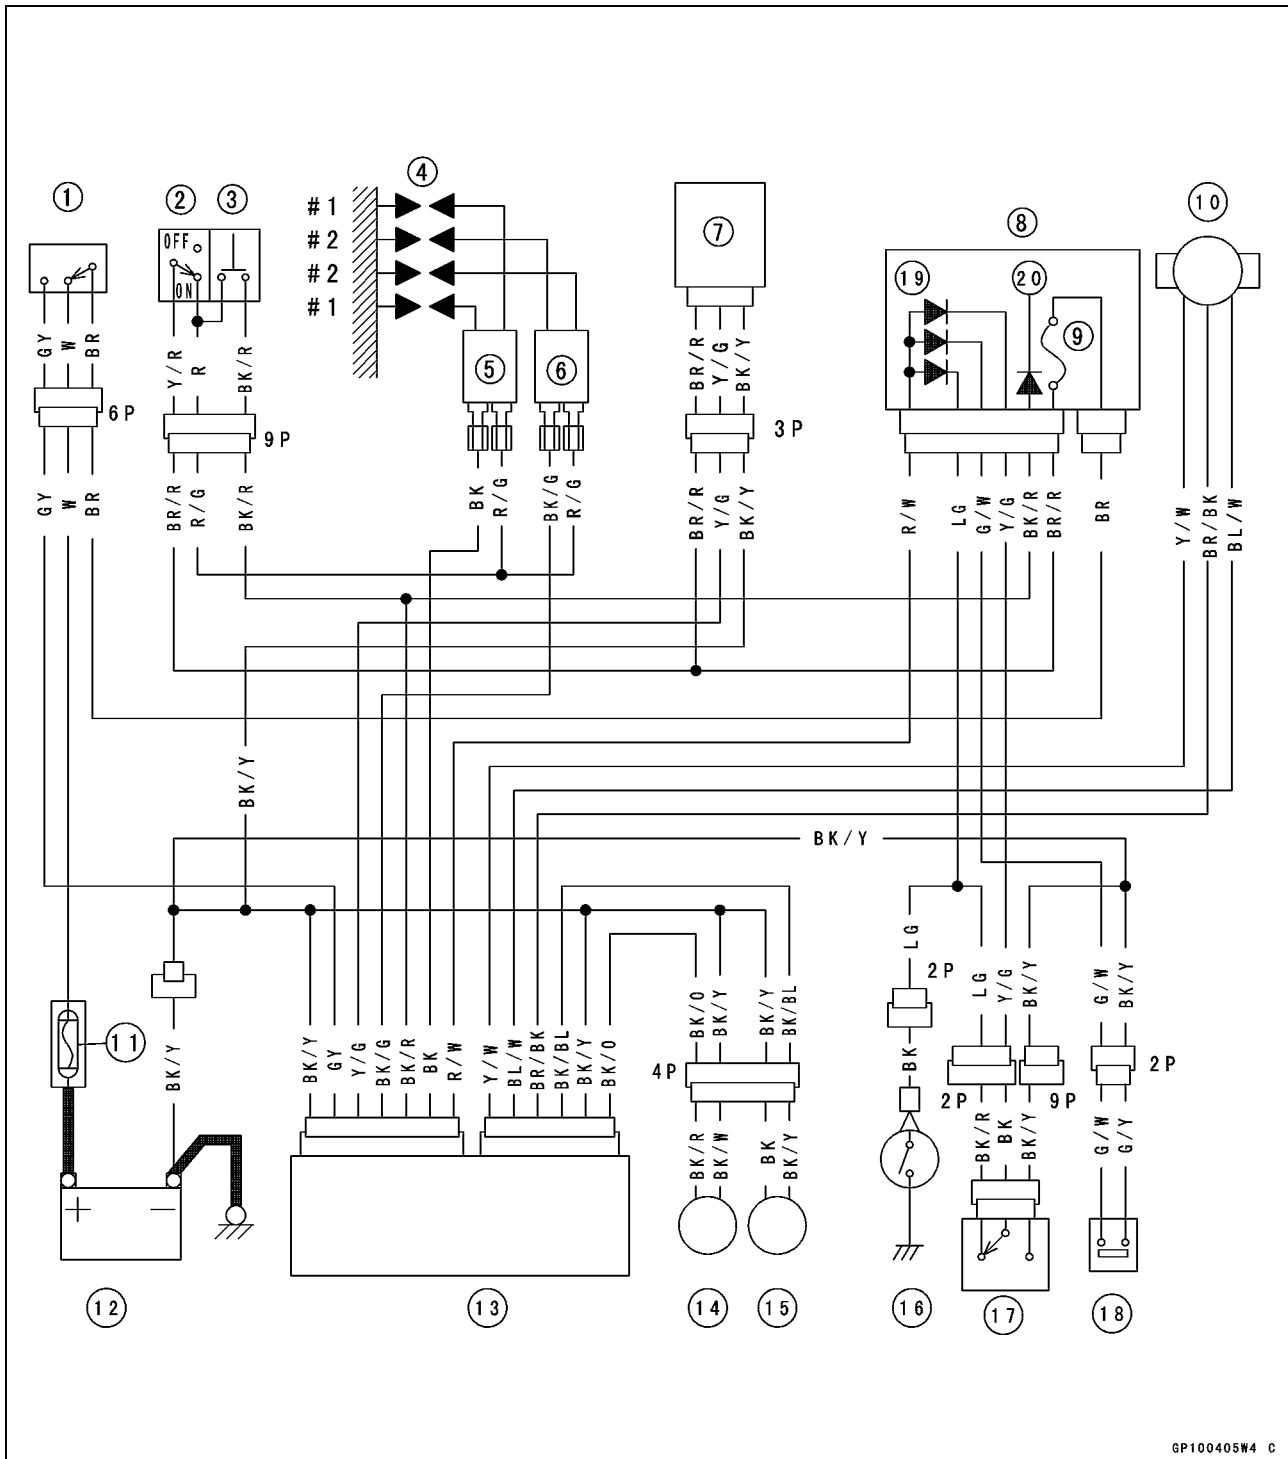 1
2
3
4
5
6
7
8
9
10
19
20
#1
#2
#2
#1
OFF
ON
GY
W
BR
Y/R
R
BK/R
BR/R
Y/G
BK/Y
6P
9P
3P
GY
W
BR
BR/R
R/G
BK/R
BK
R/G
BK/G
R/G
BR/R
Y/G
BK/Y
R/W
LG
G/W
Y/G
BK/R
BR/R
BR
Y/W
BR/BK
BL/W
BK/Y
BK/Y
LG
2P
LG
Y/G
BK/Y
G/W
BK/Y
11
BK/Y
BK/Y
GY
Y/G
BK/G
BK/R
BK
R/W
Y/W
BL/W
BR/BK
BK/BL
BK/Y
BK/O
BK/O
BK/Y
BK/Y
BK/BL
4P
BK
2P
9P
2P
BK/R
BK/W
BK
BK/Y
BK/R
BK
BK/Y
G/W
G/Y
+
−
12
13
14
15
16
17
18
GP100405W4 C